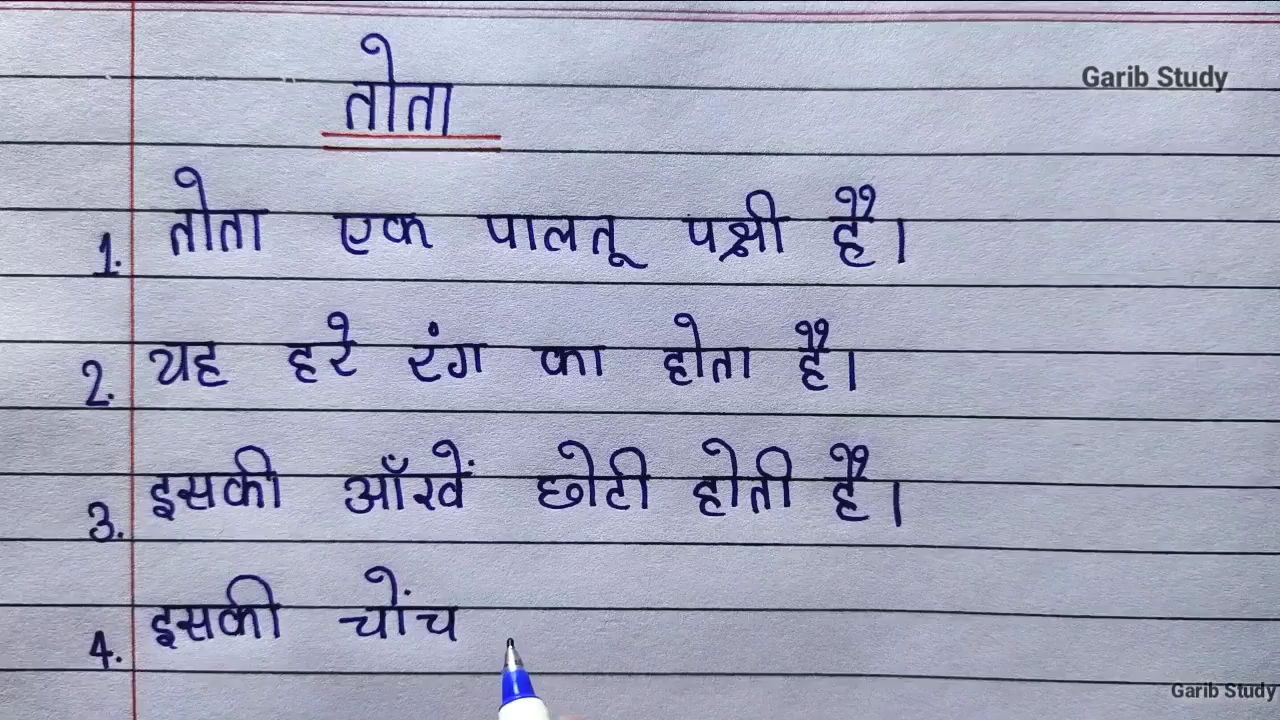 तोता
Garib Study
1. तोता एक पालतू पक्षी है।
2. यह हरे रंग का होता है।
3. इसकी आँखें छोटी होती है।
4. इसकी चोंच
Garib Study